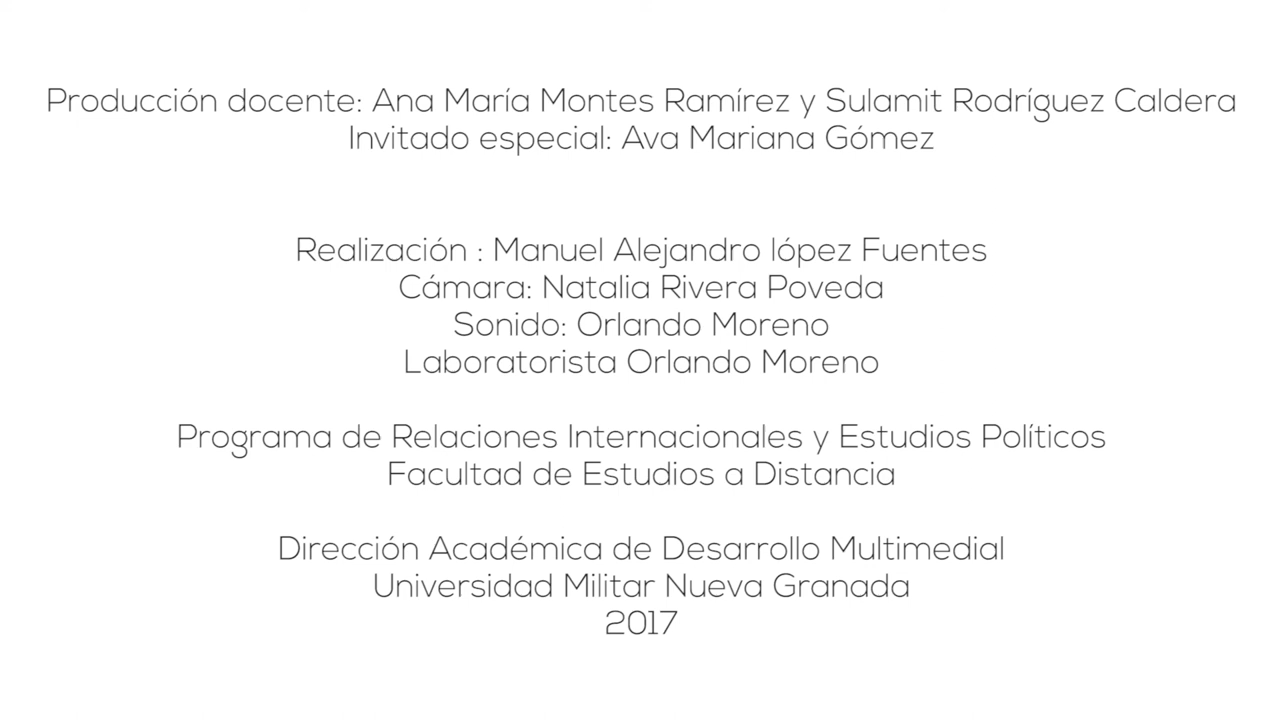 Producción docente: Ana María Montes Ramírez y Sulamit Rodríguez Caldera
Invitado especial: Ava Mariana Gómez
Realización : Manuel Alejandro lópez Fuentes
Cámara: Natalia Rivera Poveda
Sonido: Orlando Moreno
Laboratorista Orlando Moreno
Programa de Relaciones Internacionales y Estudios Políticos
Facultad de Estudios a Distancia
Dirección Académica de Desarrollo Multimedial
Universidad Militar Nueva Granada
2017